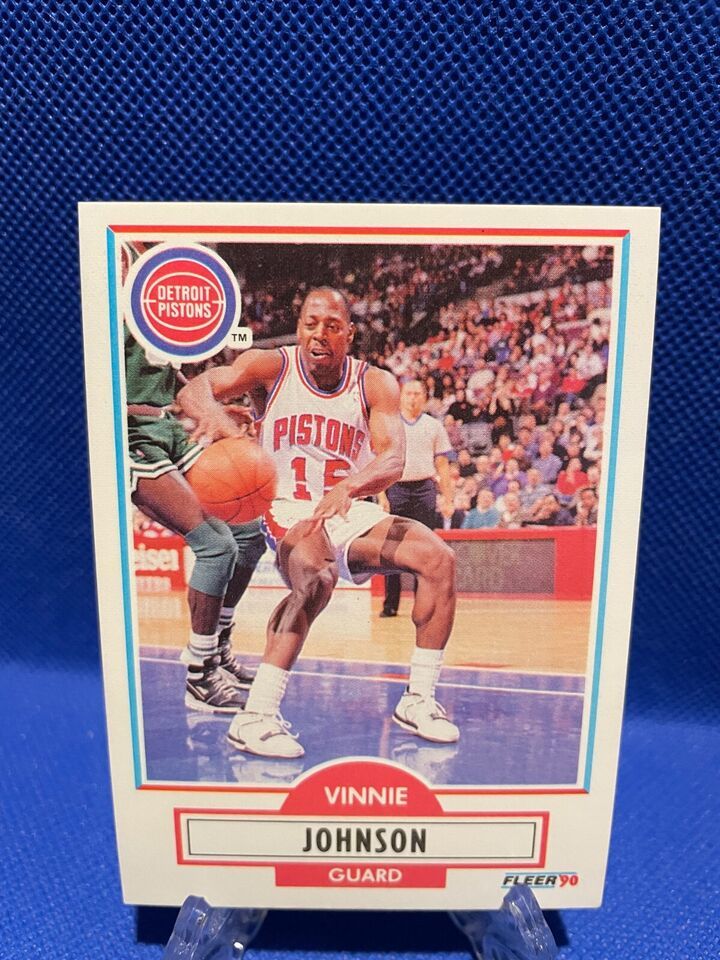 DETROIT
PISTONS
TM
PISTONS
15
VINNIE
JOHNSON
GUARD
FLEER '90